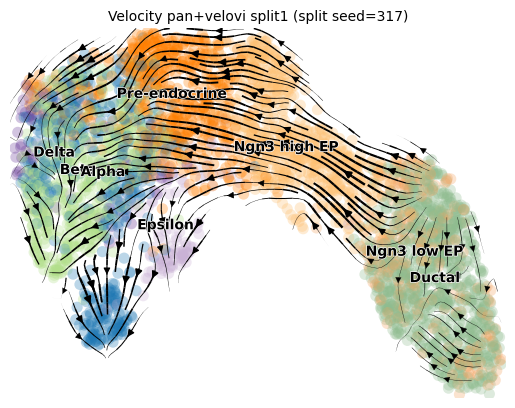 Velocity pan+velovi split1 (split seed=317)
Pre-endocrine
Ngn3 high EP
Delta
Alpha
Epsilon
Ngn3 low EP
Ductal